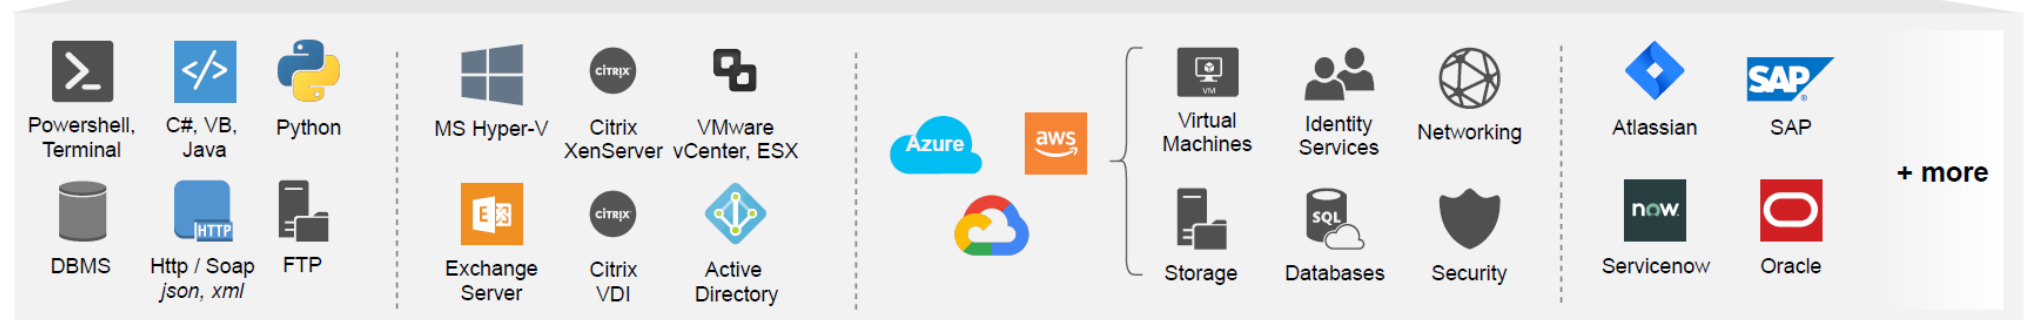 Powershell,
Terminal
C#, VB,
Java
Python
DBMS
HTTP
Http / Soap
json, xml
FTP
MS Hyper-V
CiTRIX
Citrix
XenServer
VMware
vCenter, ESX
E
Exchange
Server
CiTRIX
Citrix
VDI
Active
Directory
Azure
aws
VM
Virtual
Machines
Identity
Services
Networking
Storage
SQL
Databases
Security
Atlassian
SAP
®
SAP
now.
Servicenow
Oracle
+ more